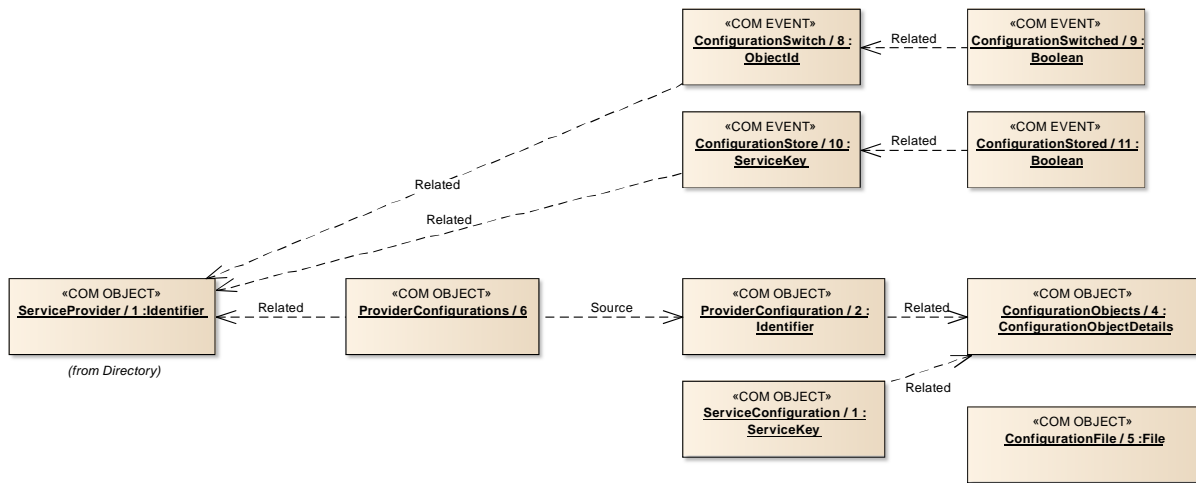 «COM EVENT»
ConfigurationSwitch / 8 :
ObjectId
Related
«COM EVENT»
ConfigurationSwitched / 9 :
Boolean
«COM EVENT»
ConfigurationStore / 10 :
ServiceKey
Related
«COM EVENT»
ConfigurationStored / 11 :
Boolean
Related
Related
«COM OBJECT»
ServiceProvider / 1 :Identifier
(from Directory)
Related
«COM OBJECT»
ProviderConfigurations / 6
Source
«COM OBJECT»
ProviderConfiguration / 2 :
Identifier
Related
«COM OBJECT»
ConfigurationObjects / 4 :
ConfigurationObjectDetails
«COM OBJECT»
ServiceConfiguration / 1 :
ServiceKey
Related
«COM OBJECT»
ConfigurationFile / 5 :File